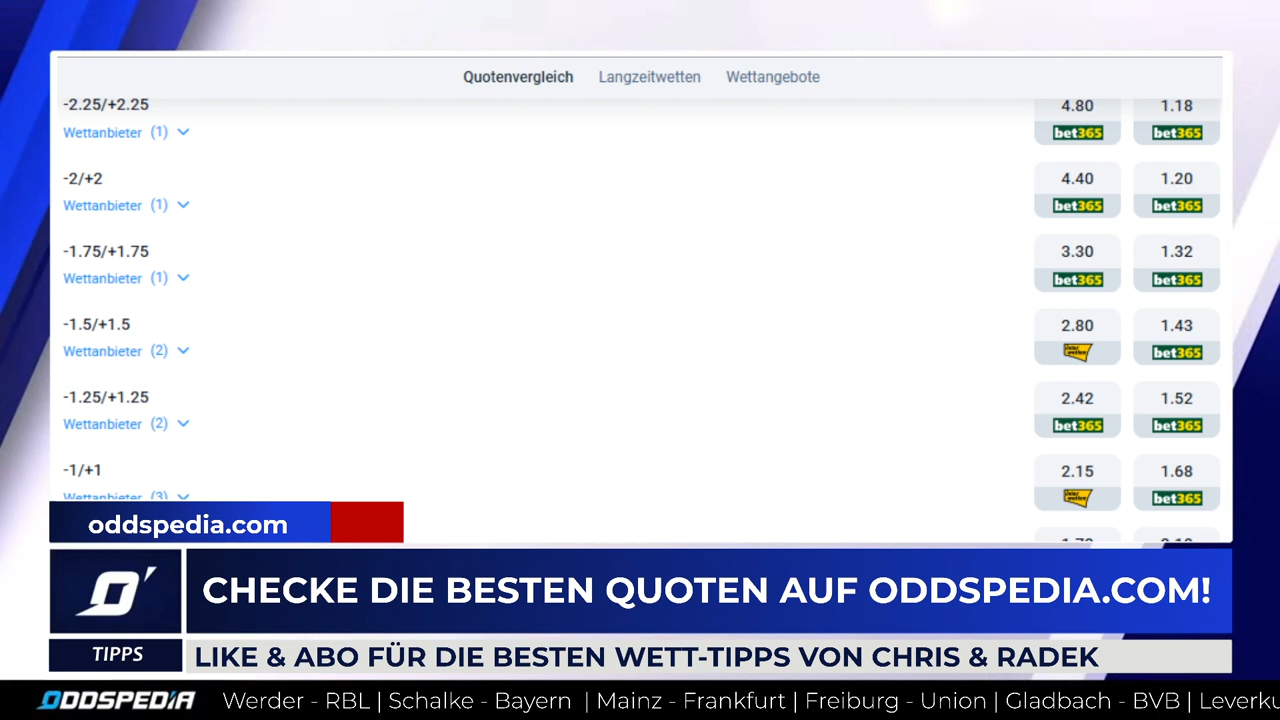 Quotenvergleich Langzeitwetten Wettangebote
-2.25/+2.25 4.80 1.18
Wettanbieter (1) bet365 bet365
-2/+2 4.40 1.20
Wettanbieter (1) bet365 bet365
-1.75/+1.75 3.30 1.32
Wettanbieter (1) bet365 bet365
-1.5/+1.5 2.80 1.43
Wettanbieter (2) bet365
-1.25/+1.25 2.42 1.52
Wettanbieter (2) bet365 bet365
-1/+1 2.15 1.68
Wettanbieter (3) bet365
oddspedia.com
CHECKE DIE BESTEN QUOTEN AUF ODDSPEDIA.COM!
TIPPS LIKE & ABO FÜR DIE BESTEN WETT-TIPPS VON CHRIS & RADEK
ODDSPEDIA Werder - RBL | Schalke - Bayern | Mainz - Frankfurt | Freiburg - Union | Gladbach - BVB | Leverku